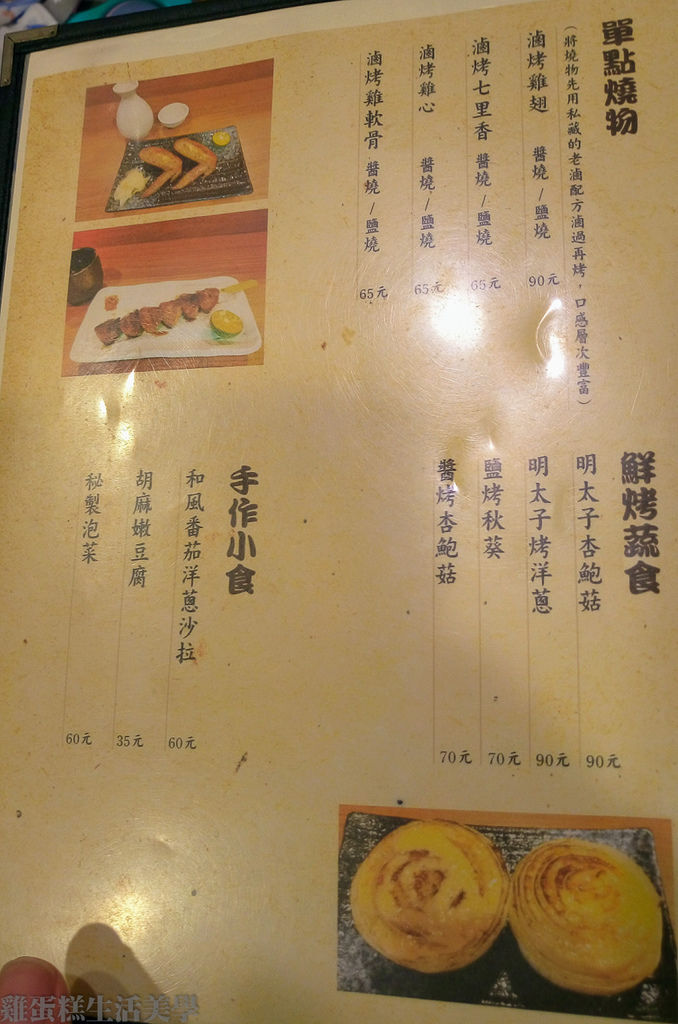 單點燒物
(將燒物先用私藏的老滷配方滷過再烤，口感層次豐富)
滷烤雞翅 醬燒/鹽燒 90元
滷烤七里香 醬燒/鹽燒 65元
滷烤雞心 醬燒/鹽燒 65元
滷烤雞軟骨 醬燒/鹽燒 65元
鮮烤蔬食
明太子杏鮑菇 90元
明太子烤洋蔥 90元
鹽烤秋葵 70元
醬烤杏鮑菇 70元
手作小食
和風番茄洋蔥沙拉 60元
胡麻嫩豆腐 35元
秘製泡菜 60元
雞蛋糕生活美學